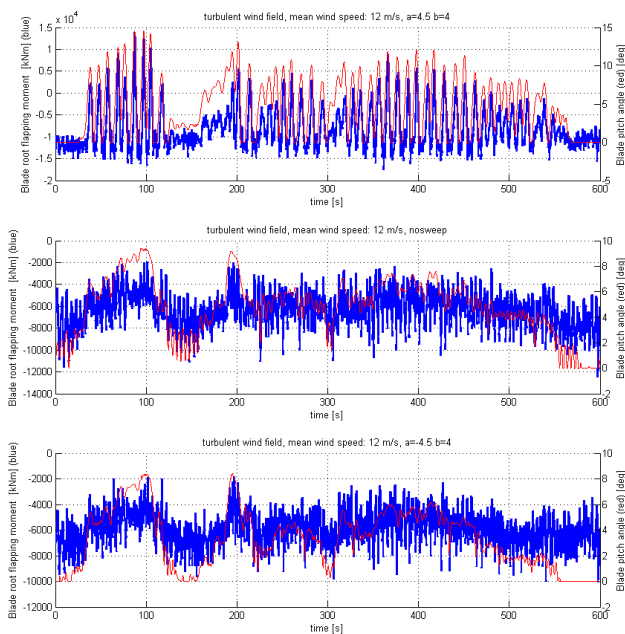 turbulent wind field, mean wind speed: 12 m/s, a=4.5 b=4
x 10^4
1.5
1
0.5
0
-0.5
-1
-1.5
-2
Blade root flapping moment [kNm] (blue)
15
10
5
0
-5
Blade pitch angle (red) [deg]
0 100 200 300 400 500 600
time [s]
turbulent wind field, mean wind speed: 12 m/s, nosweep
0
-2000
-4000
-6000
-8000
-10000
-12000
-14000
Blade root flapping moment [kNm] (blue)
10
8
6
4
2
0
-2
Blade pitch angle (red) [deg]
0 100 200 300 400 500 600
time [s]
turbulent wind field, mean wind speed: 12 m/s, a=-4.5 b=4
0
-2000
-4000
-6000
-8000
-10000
-12000
Blade root flapping moment [kNm] (blue)
10
8
6
4
2
0
-2
Blade pitch angle (red) [deg]
0 100 200 300 400 500 600
time [s]